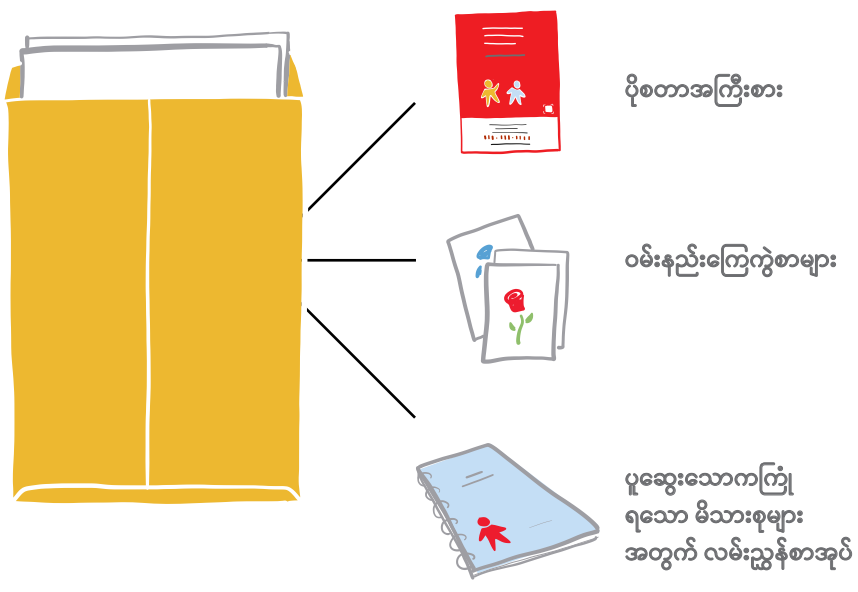 ပိုစတာအကြီးစား
ဝမ်းနည်းကြေကွဲစာများ
ပူဆွေးသောကကြုံ
ရသော မိသားစုများ
အတွက် လမ်းညွှန်စာအုပ်